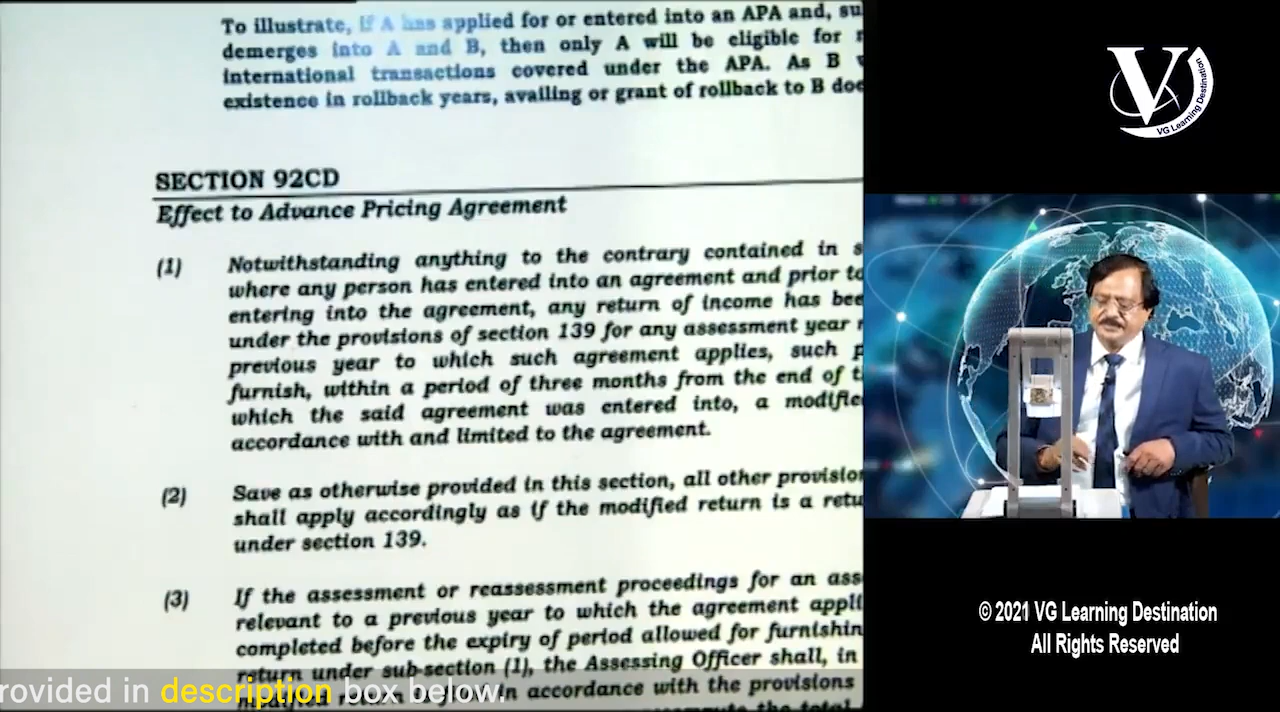 To illustrate, if A has applied for or entered into an APA and, su
demerges into A and B, then only A will be eligible for
international transactions covered under the APA. As B
existence in rollback years, availing or grant of rollback to B doe
SECTION 92CD
Effect to Advance Pricing Agreement
(1) Notwithstanding anything to the contrary contained in s
where any person has entered into an agreement and prior to
entering into the agreement, any return of income has bee
under the provisions of section 139 for any assessment year
previous year to which such agreement applies, such p
furnish, within a period of three months from the end of t
which the said agreement was entered into, a modifie
accordance with and limited to the agreement.
(2) Save as otherwise provided in this section, all other provision
shall apply accordingly as if the modified return is a retu
under section 139.
(3) If the assessment or reassessment proceedings for an ass
relevant to a previous year to which the agreement appli
completed before the expiry of period allowed for furnishin
return under sub-section (1), the Assessing Officer shall, in
in accordance with the provisions
the total
rovided in description box below.
V
VG Learning Destination
© 2021 VG Learning Destination
All Rights Reserved